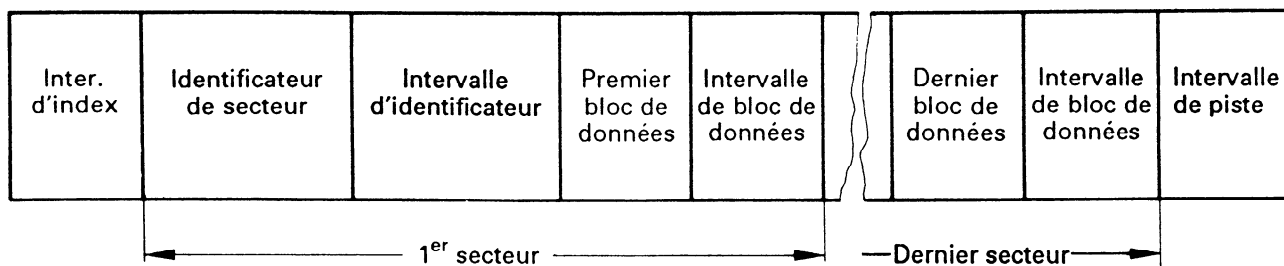 Inter.
d'index
Identificateur
de secteur
Intervalle
d'identificateur
Premier
bloc de
données
Intervalle
de bloc de
données
Dernier
bloc de
données
Intervalle
de bloc de
données
Intervalle
de piste
1er secteur
Dernier secteur